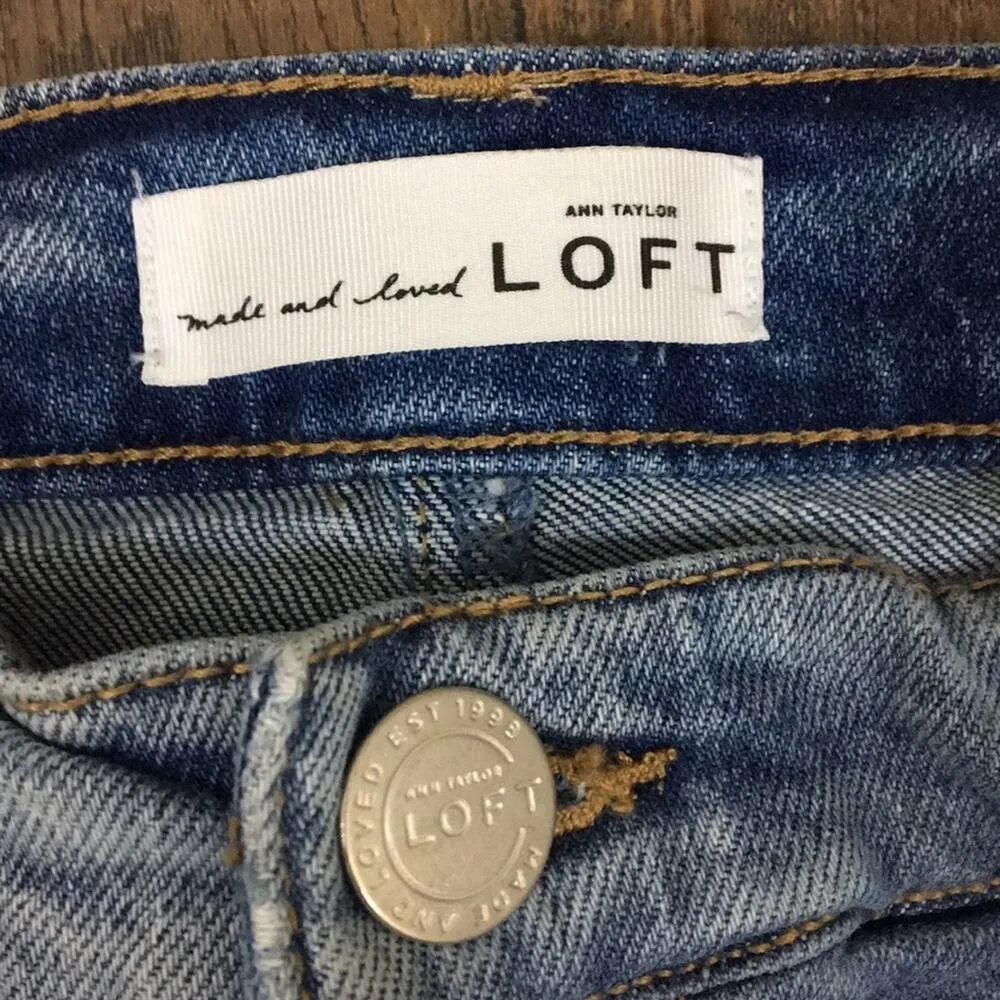 ANN TAYLOR
made and loved LOFT
EST 1998
ANN TAYLOR
LOFT
MADE AND LOVED